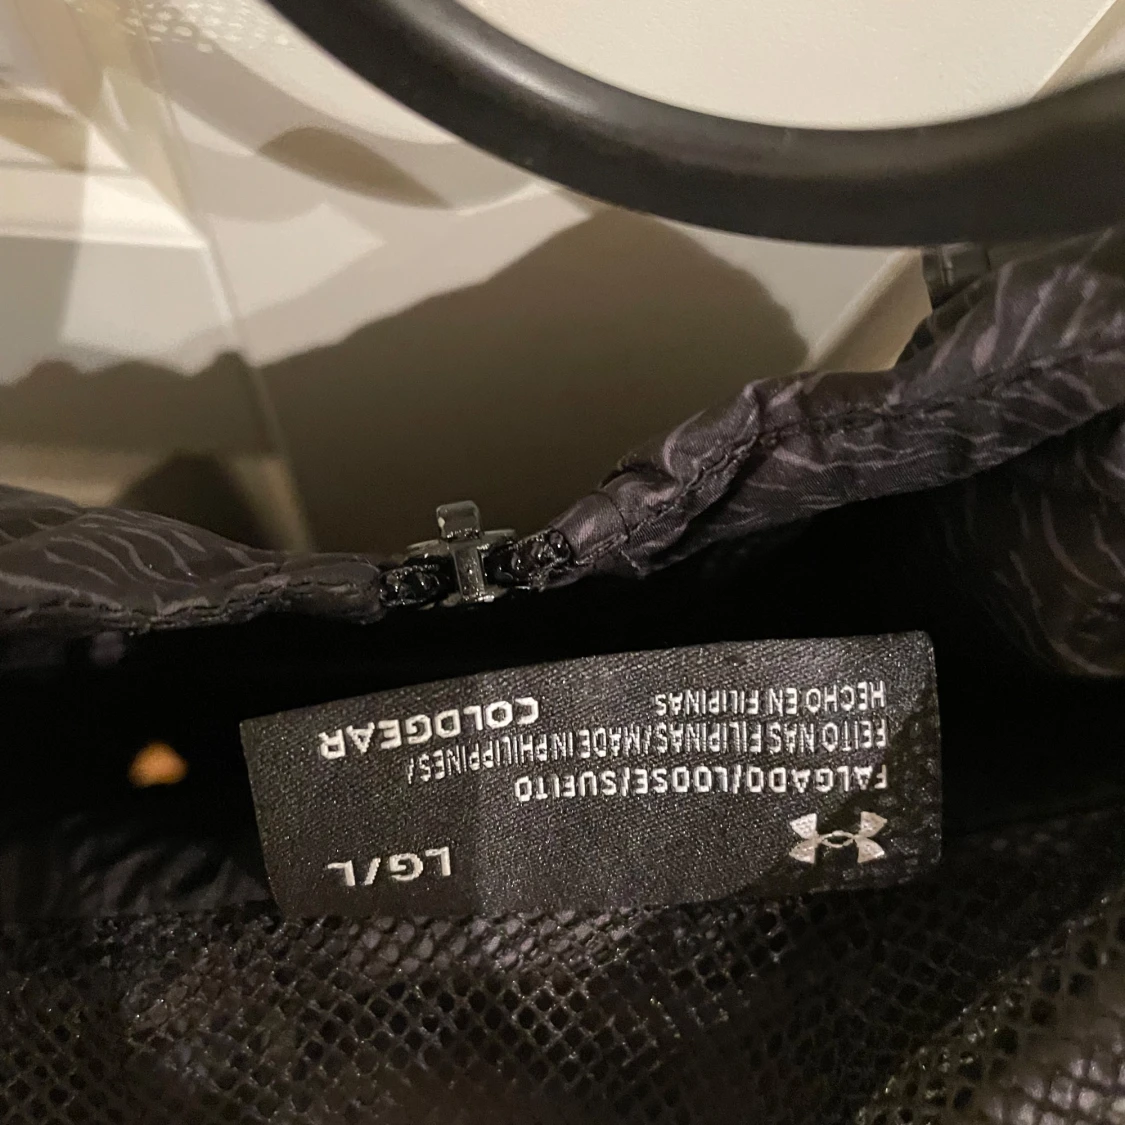 LG/L
FALGADO/LOOSE/SUELTO
FEITO NAS FILIPINAS/MADE IN PHILIPPINES/
HECHO EN FILIPINAS
COLDGEAR